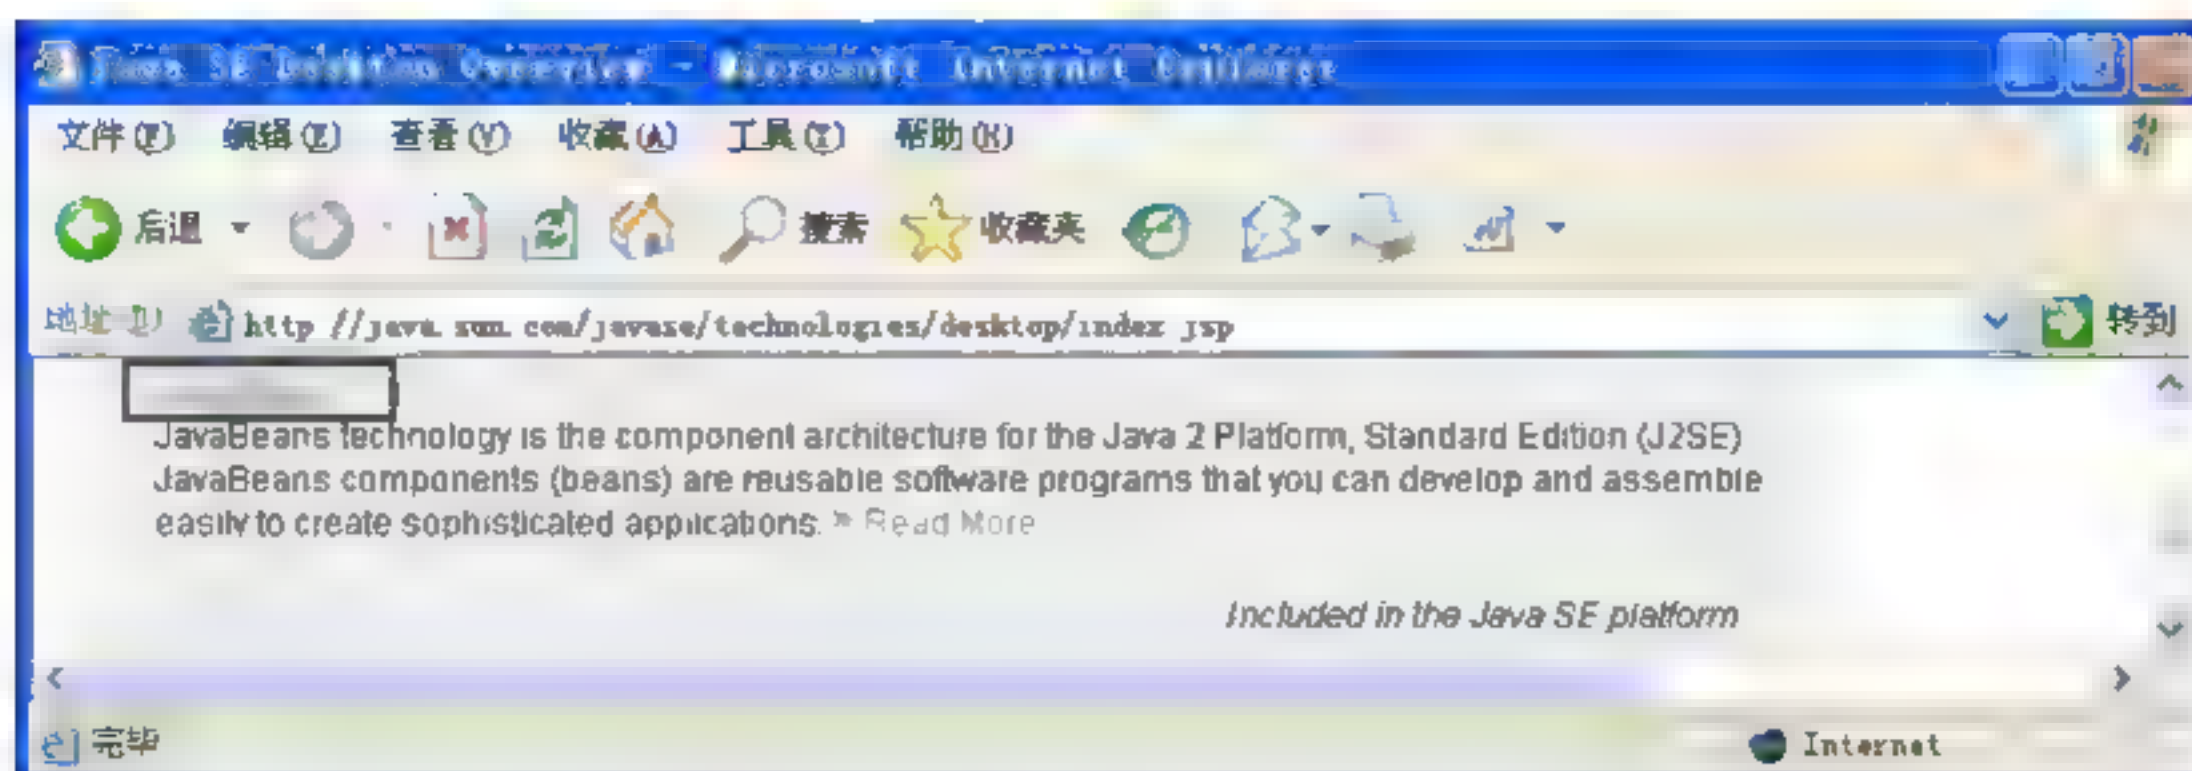 文件(F) 编辑(E) 查看(V) 收藏(A) 工具(T) 帮助(H)
后退 搜索 收藏夹
地址(D) http://java.sun.com/javase/technologies/desktop/index.jsp 转到
JavaBeans technology is the component architecture for the Java 2 Platform, Standard Edition (J2SE)
JavaBeans components (beans) are reusable software programs that you can develop and assemble
easily to create sophisticated applications. » Read More
Included in the Java SE platform
完毕 Internet